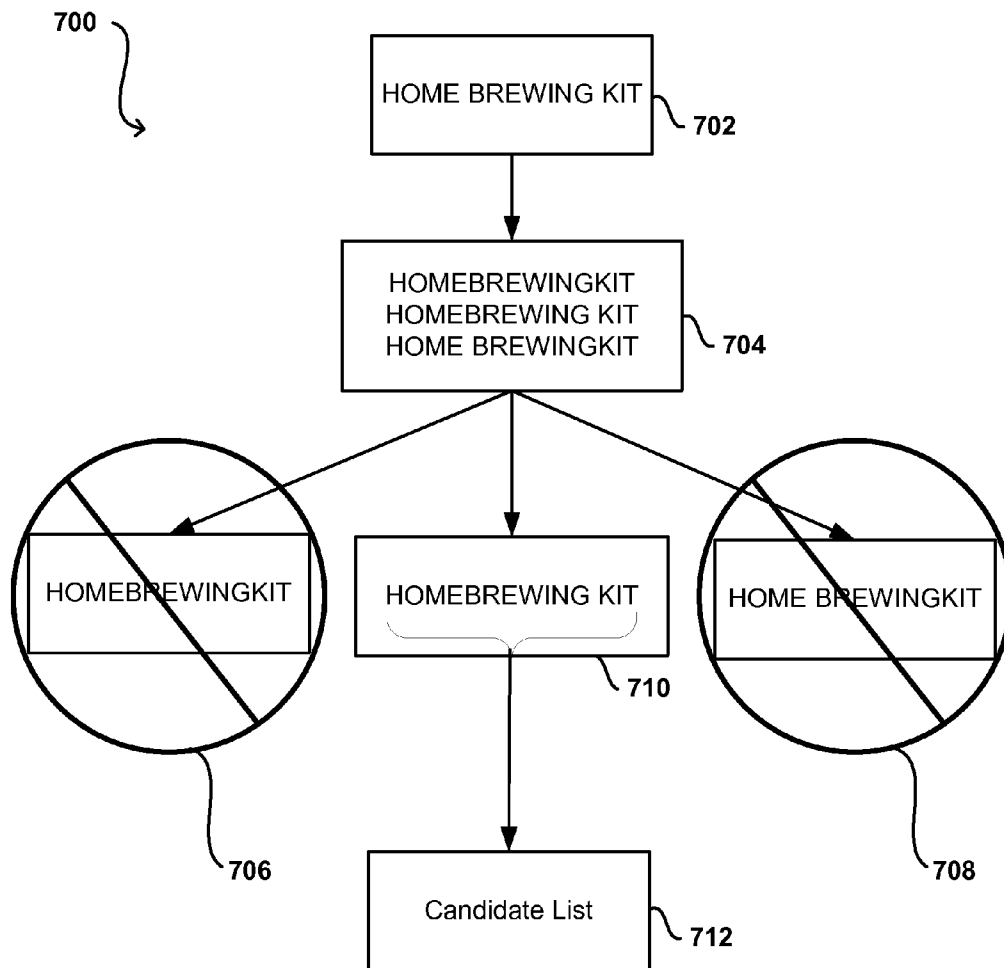 700
HOME BREWING KIT
702
HOMEBREWINGKIT
HOMEBREWING KIT
HOME BREWINGKIT
704
HOMEBREWINGKIT
HOMEBREWING KIT
HOME BREWINGKIT
710
706
708
Candidate List
712